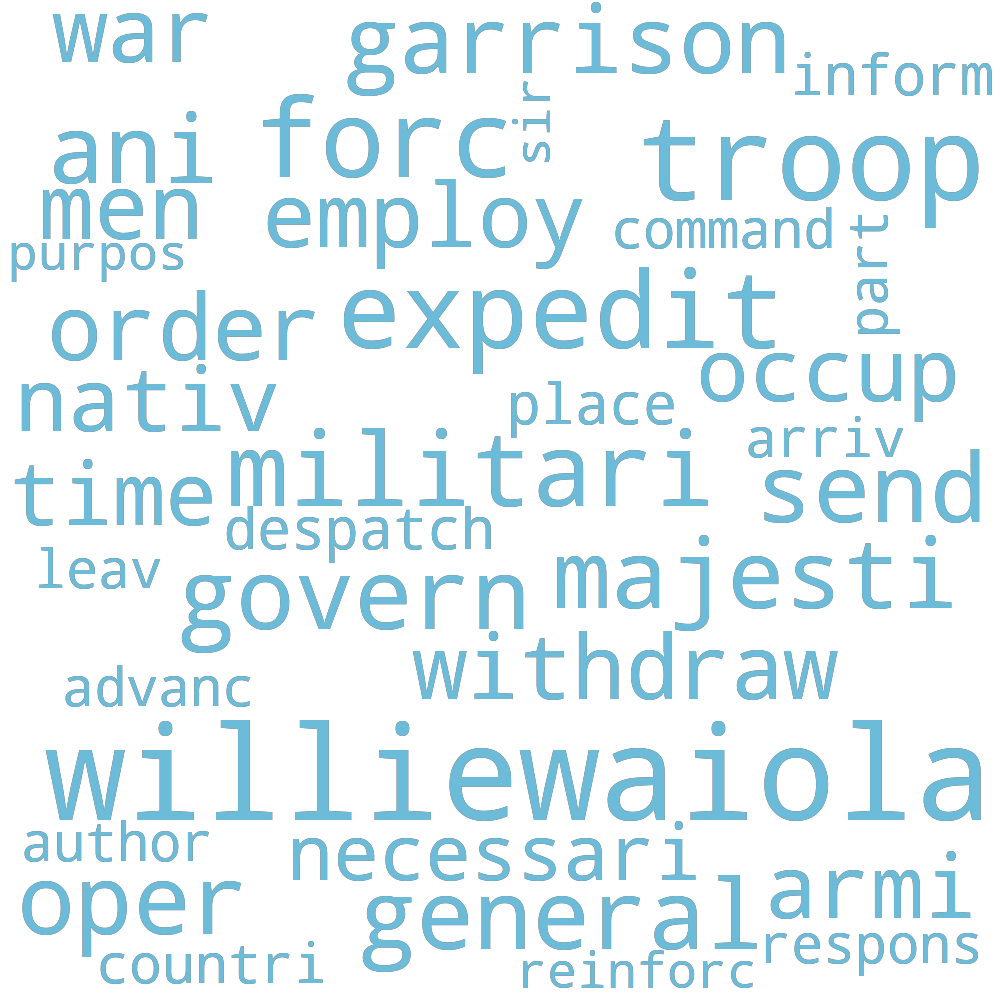 war
garrison
inform
sir
ani
forc
troop
men
employ
command
part
purpos
order
expedit
occup
nativ
place
arriv
time
militari
send
despatch
leav
govern
majesti
withdraw
advanc
williewaiola
author
necessari
oper
general
armi
respons
countri
reinforc